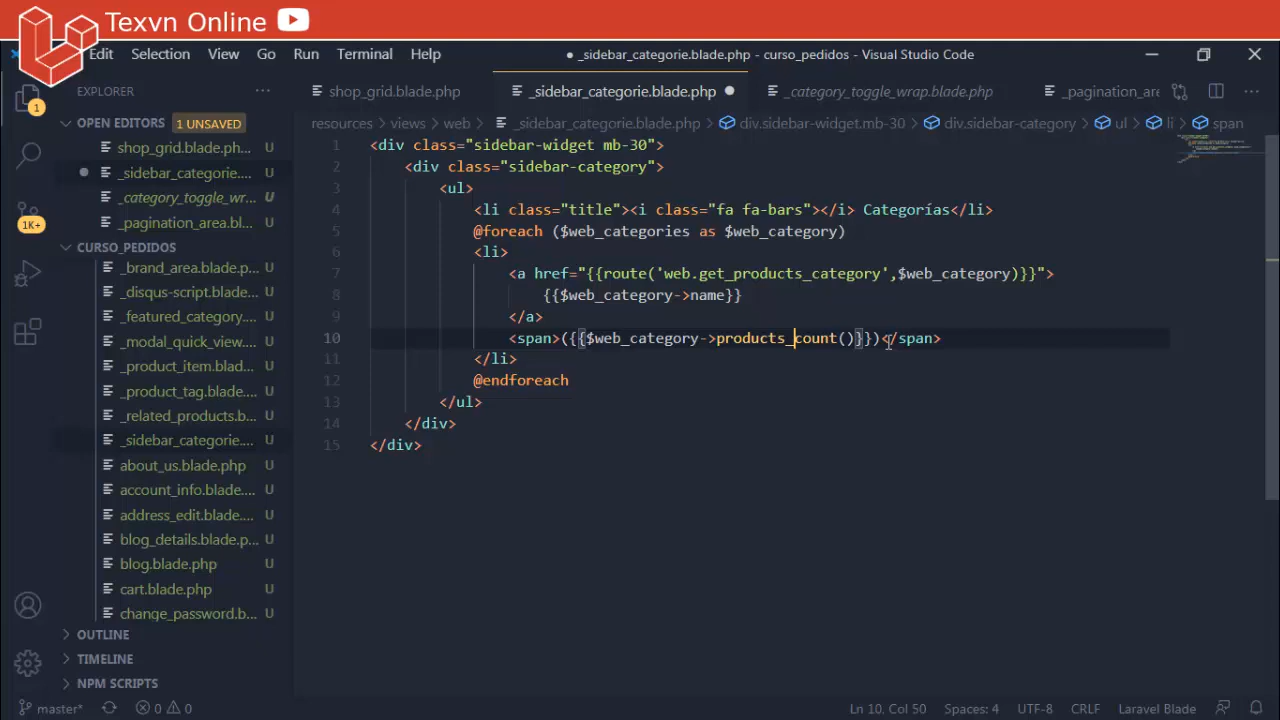 Texvn Online
Edit Selection View Go Run Terminal Help
● _sidebar_categorie.blade.php - curso_pedidos - Visual Studio Code
EXPLORER
shop_grid.blade.php
_sidebar_categorie.blade.php
_category_toggle_wrap.blade.php
_pagination_are
OPEN EDITORS 1 UNSAVED
resources > views > web > _sidebar_categorie.blade.php > div.sidebar-widget.mb-30 > div.sidebar-category > ul > li > span
1
1K+
shop_grid.blade.ph...
U
_sidebar_categorie....
U
_category_toggle_wr...
U
_pagination_area.bl...
U
CURSO_PEDIDOS
_brand_area.blade.p...
U
_disqus-script.blade...
U
_featured_category....
U
_modal_quick_view....
U
_product_item.blad...
U
_product_tag.blade...
U
_related_products.b...
U
_sidebar_categorie....
U
about_us.blade.php
U
account_info.blade....
U
address_edit.blade....
U
blog_details.blade.p...
U
blog.blade.php
U
cart.blade.php
U
change_password.b...
U
OUTLINE
TIMELINE
NPM SCRIPTS
1 <div class="sidebar-widget mb-30">
2 <div class="sidebar-category">
3 <ul>
4 <li class="title"><i class="fa fa-bars"></i> Categorías</li>
5 @foreach ($web_categories as $web_category)
6 <li>
7 <a href="{{route('web.get_products_category',$web_category)}}">
8 {{$web_category->name}}
9 </a>
10 <span>({{$web_category->products_count()}})</span>
11 </li>
12 @endforeach
13 </ul>
14 </div>
15 </div>
master* 0 0 Ln 10, Col 50 Spaces: 4 UTF-8 CRLF Laravel Blade